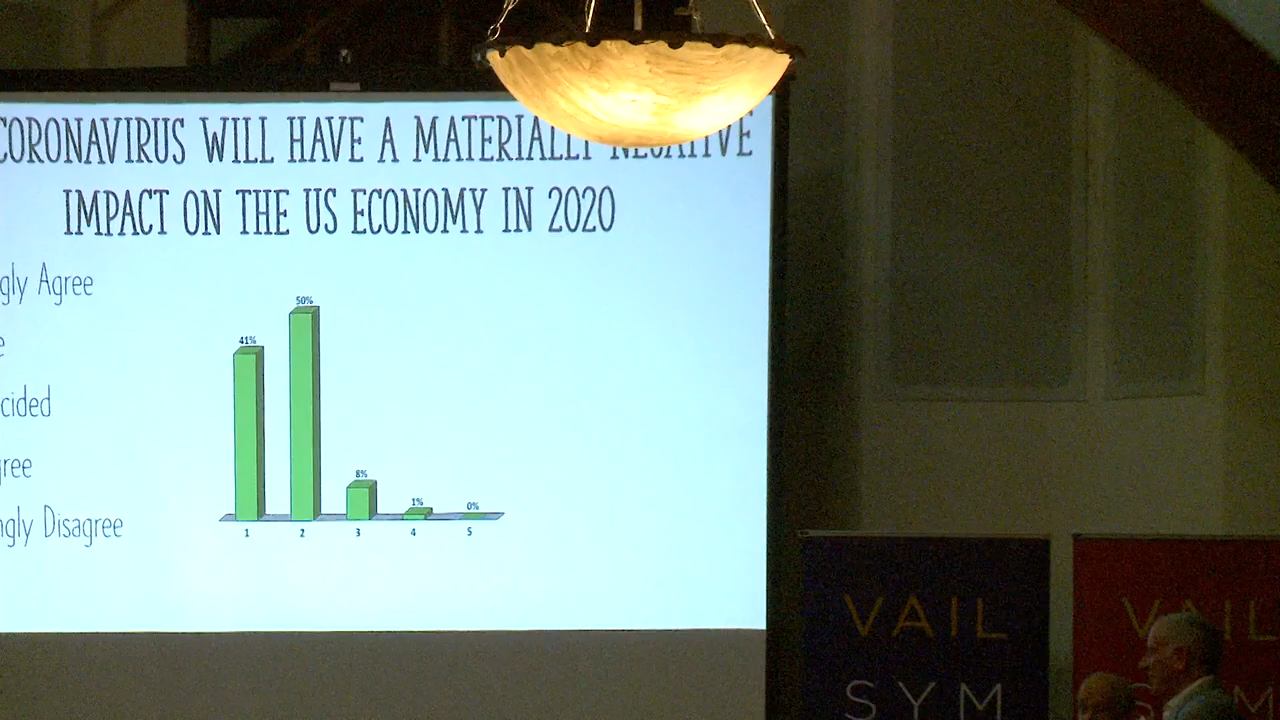 CORONAVIRUS WILL HAVE A MATERIALLY NEGATIVE
IMPACT ON THE US ECONOMY IN 2020
gly Agree
e
cided
gree
ngly Disagree
41%
50%
8%
1%
0%
1 2 3 4 5
VAIL
SYM
VAIL